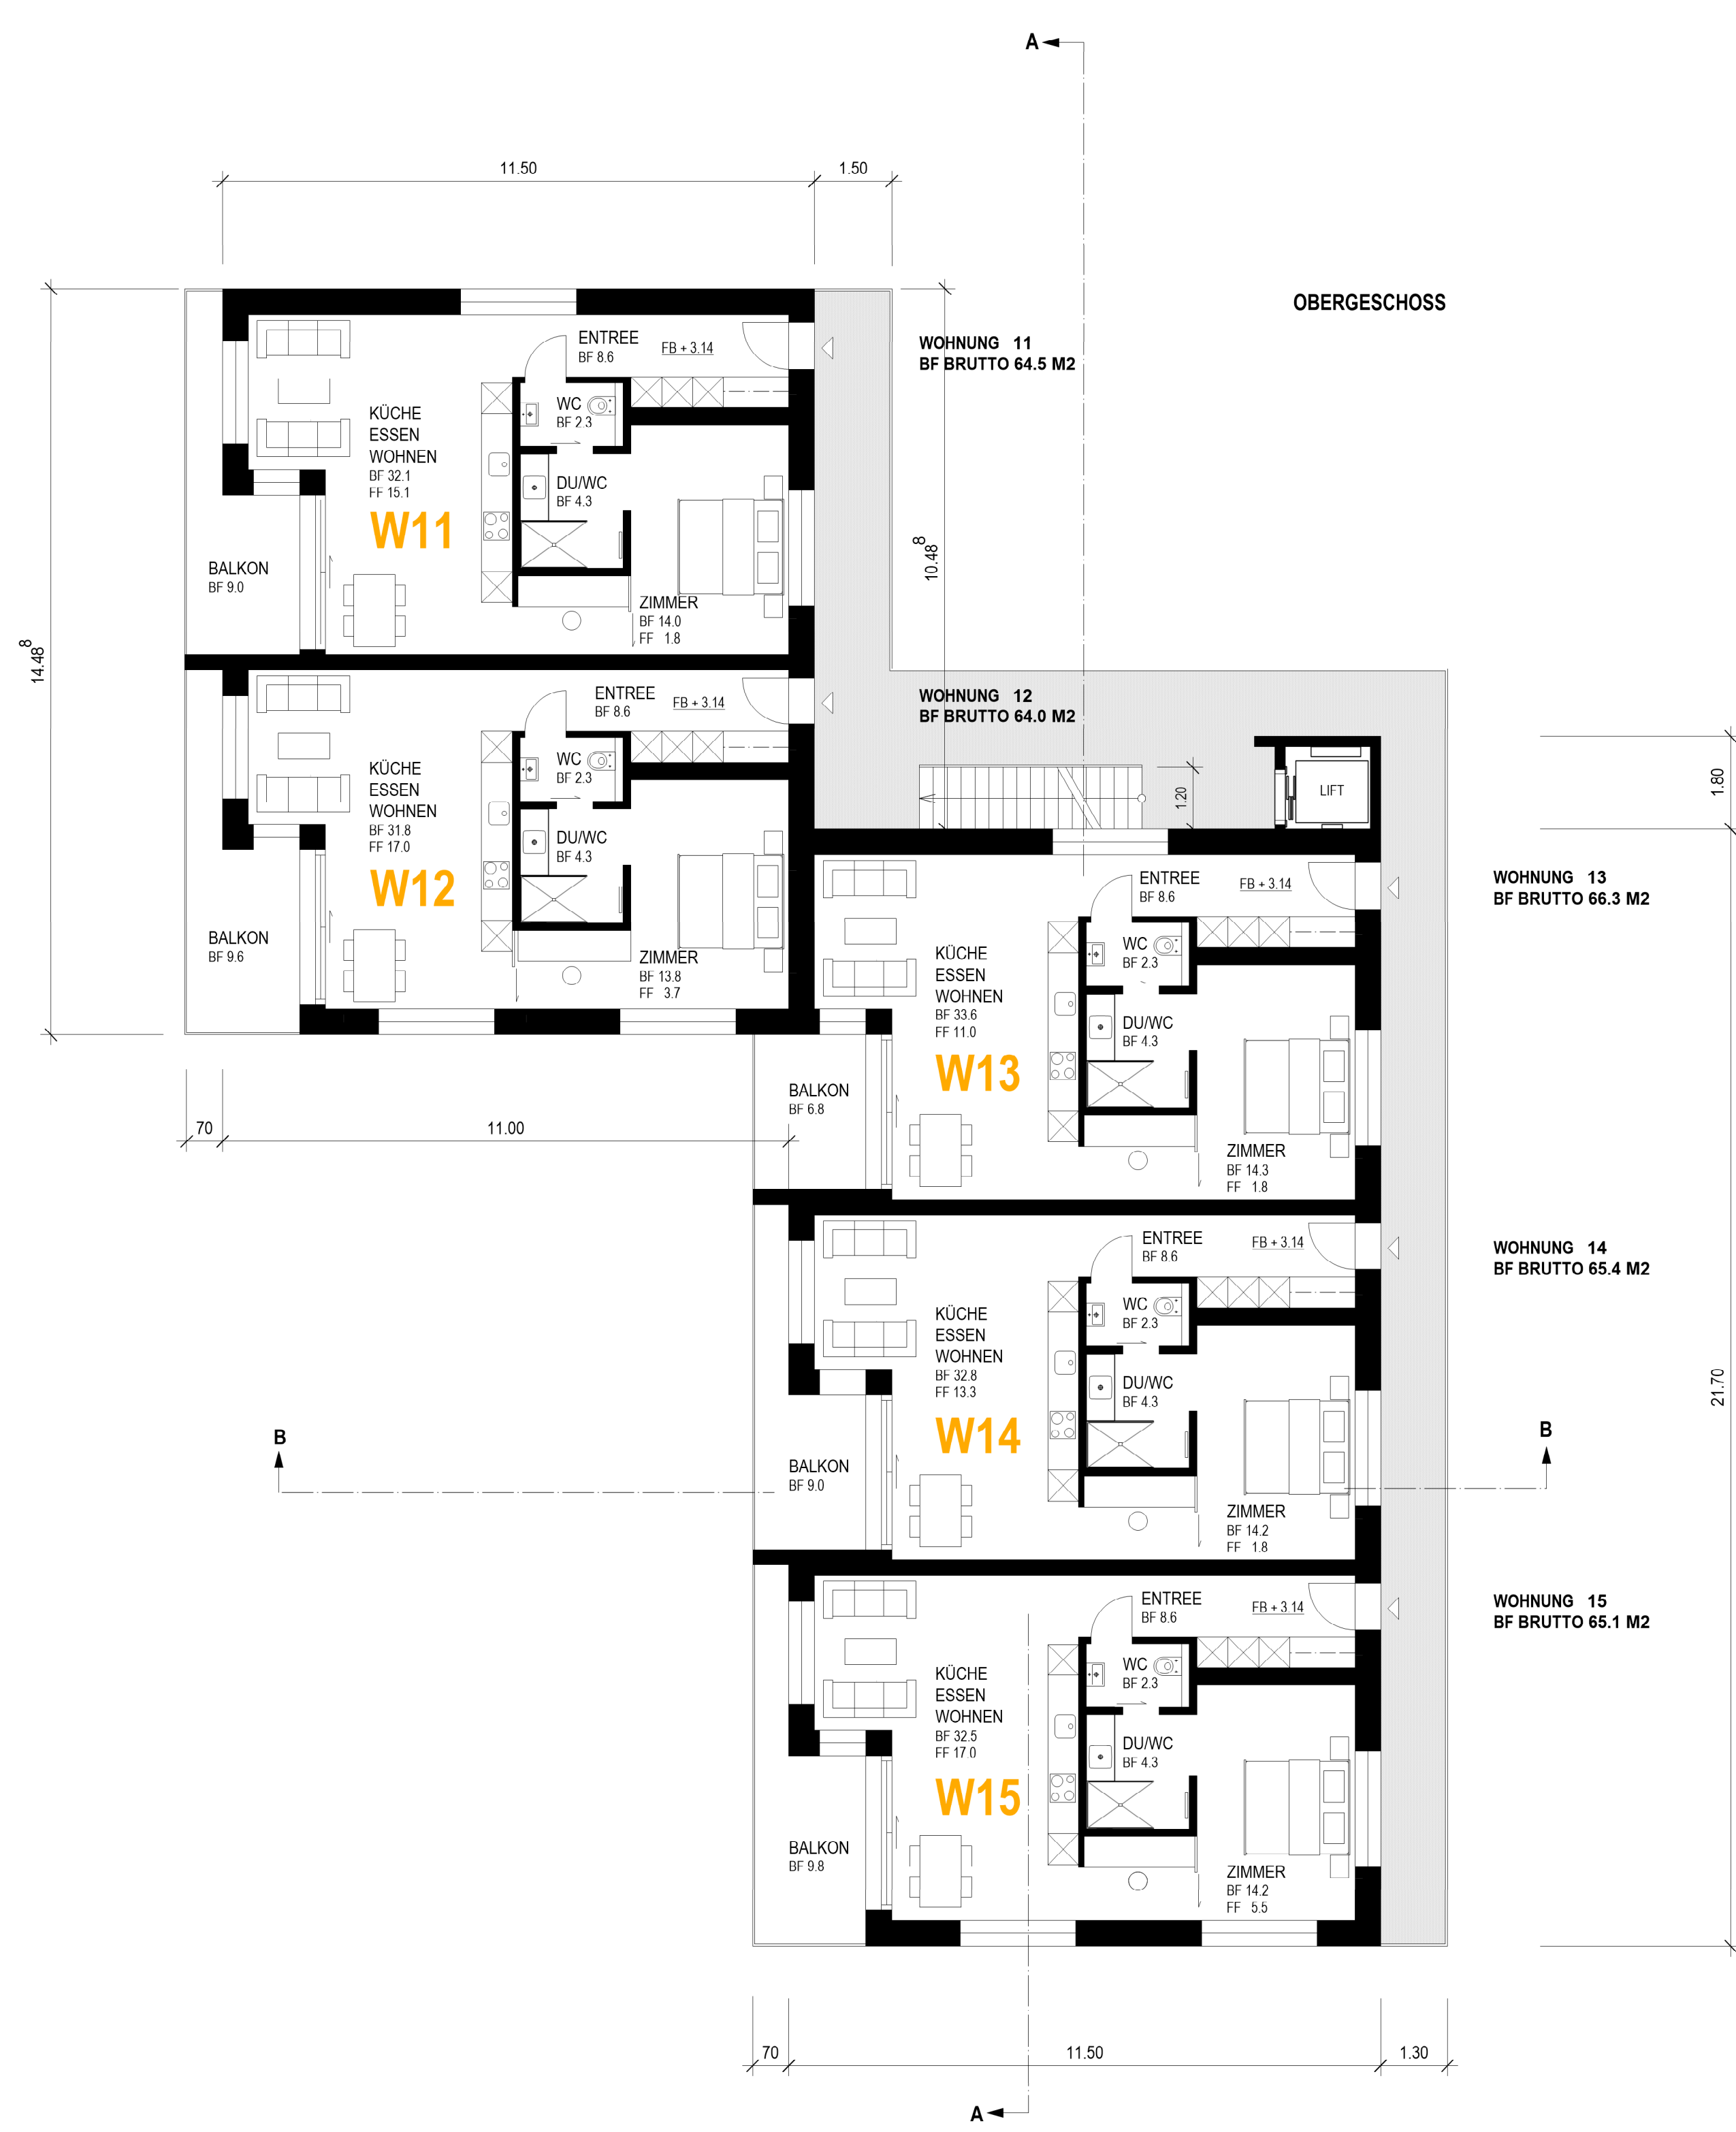 A
11.50
1.50
OBERGESCHOSS
ENTREE
BF 8.6
FB + 3.14
WOHNUNG 11
BF BRUTTO 64.5 M2
KÜCHE
ESSEN
WOHNEN
BF 32.1
FF 15.1
W11
WC
BF 2.3
DU/WC
BF 4.3
BALKON
BF 9.0
ZIMMER
BF 14.0
FF 1.8
10.48 8
14.48 8
ENTREE
BF 8.6
FB + 3.14
WOHNUNG 12
BF BRUTTO 64.0 M2
KÜCHE
ESSEN
WOHNEN
BF 31.8
FF 17.0
W12
WC
BF 2.3
DU/WC
BF 4.3
BALKON
BF 9.6
ZIMMER
BF 13.8
FF 3.7
1.20
LIFT
1.80
ENTREE
BF 8.6
FB + 3.14
WOHNUNG 13
BF BRUTTO 66.3 M2
KÜCHE
ESSEN
WOHNEN
BF 33.6
FF 11.0
W13
WC
BF 2.3
DU/WC
BF 4.3
BALKON
BF 6.8
ZIMMER
BF 14.3
FF 1.8
70
11.00
ENTREE
BF 8.6
FB + 3.14
WOHNUNG 14
BF BRUTTO 65.4 M2
KÜCHE
ESSEN
WOHNEN
BF 32.8
FF 13.3
W14
WC
BF 2.3
DU/WC
BF 4.3
BALKON
BF 9.0
ZIMMER
BF 14.2
FF 1.8
21.70
B
B
ENTREE
BF 8.6
FB + 3.14
WOHNUNG 15
BF BRUTTO 65.1 M2
KÜCHE
ESSEN
WOHNEN
BF 32.5
FF 17.0
W15
WC
BF 2.3
DU/WC
BF 4.3
BALKON
BF 9.8
ZIMMER
BF 14.2
FF 5.5
70
11.50
1.30
A